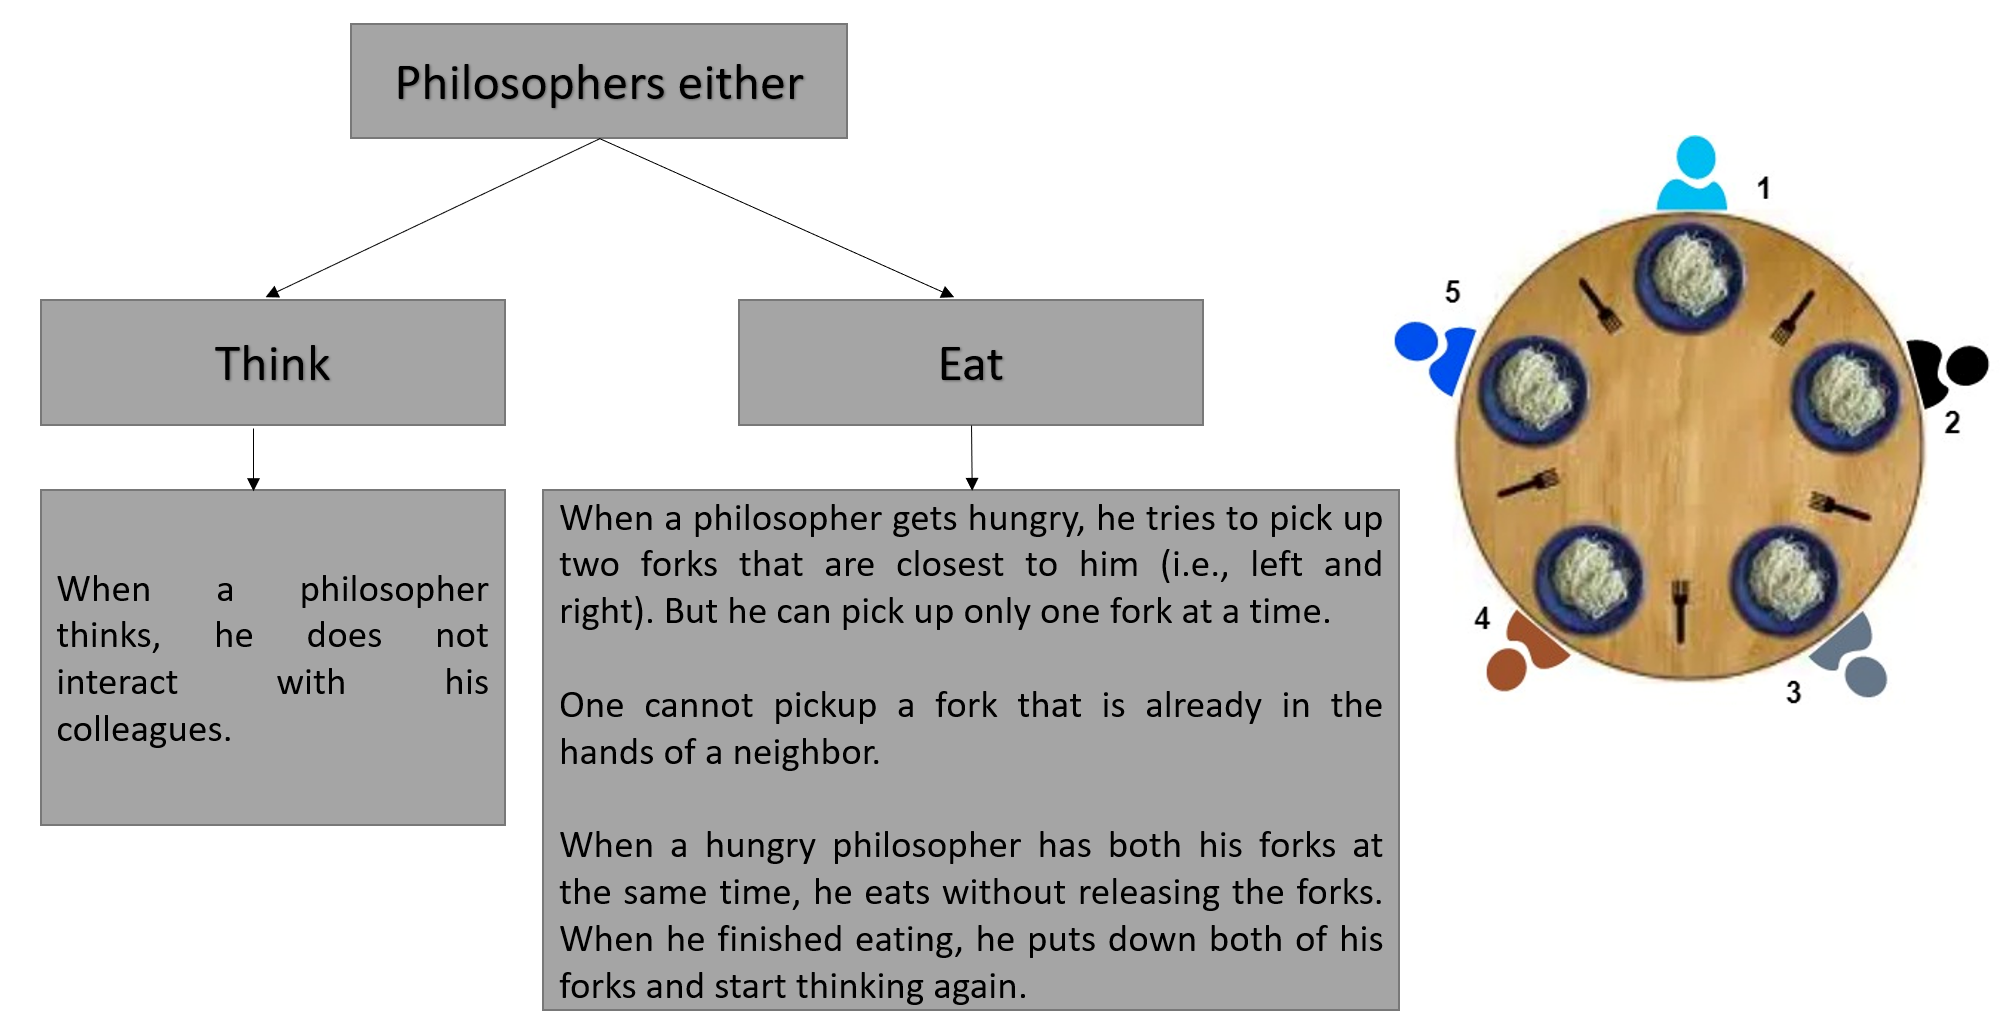 Philosophers either
Think
Eat
When a philosopher
thinks, he does not
interact with his
colleagues.
When a philosopher gets hungry, he tries to pick up
two forks that are closest to him (i.e., left and
right). But he can pick up only one fork at a time.
One cannot pickup a fork that is already in the
hands of a neighbor.
When a hungry philosopher has both his forks at
the same time, he eats without releasing the forks.
When he finished eating, he puts down both of his
forks and start thinking again.
1
5
2
4
3